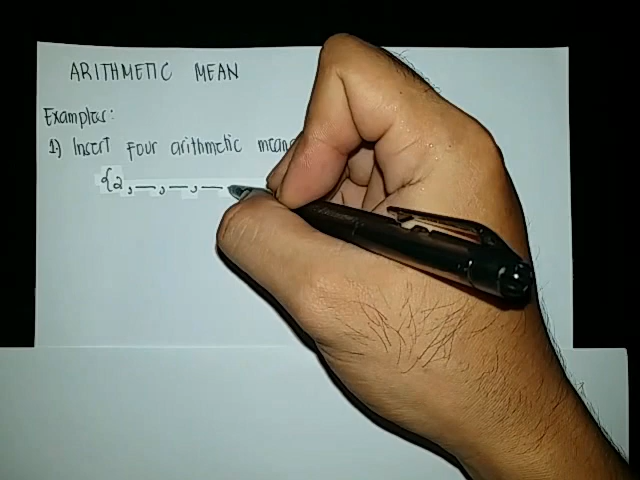 ARITHMETIC MEAN
Examples:
1) Insert four arithmetic mean
{2, __, __, __